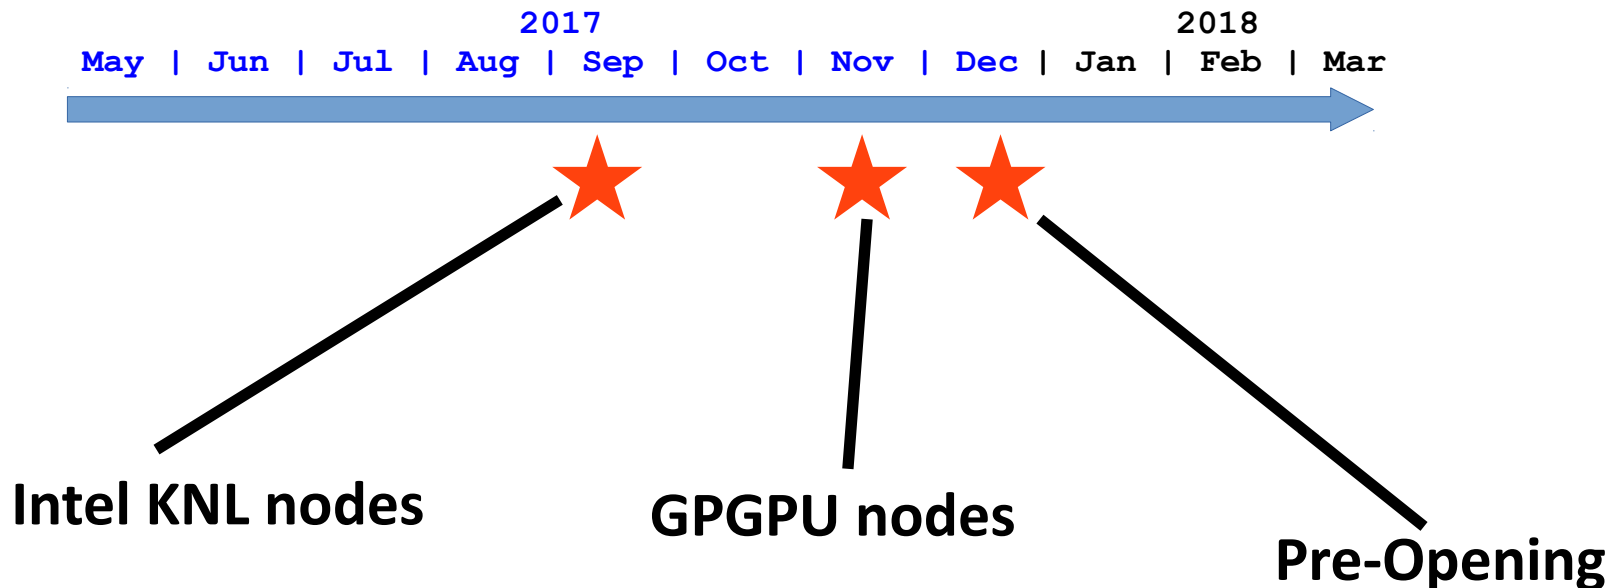 2017 2018
May | Jun | Jul | Aug | Sep | Oct | Nov | Dec | Jan | Feb | Mar
Intel KNL nodes
GPGPU nodes
Pre-Opening